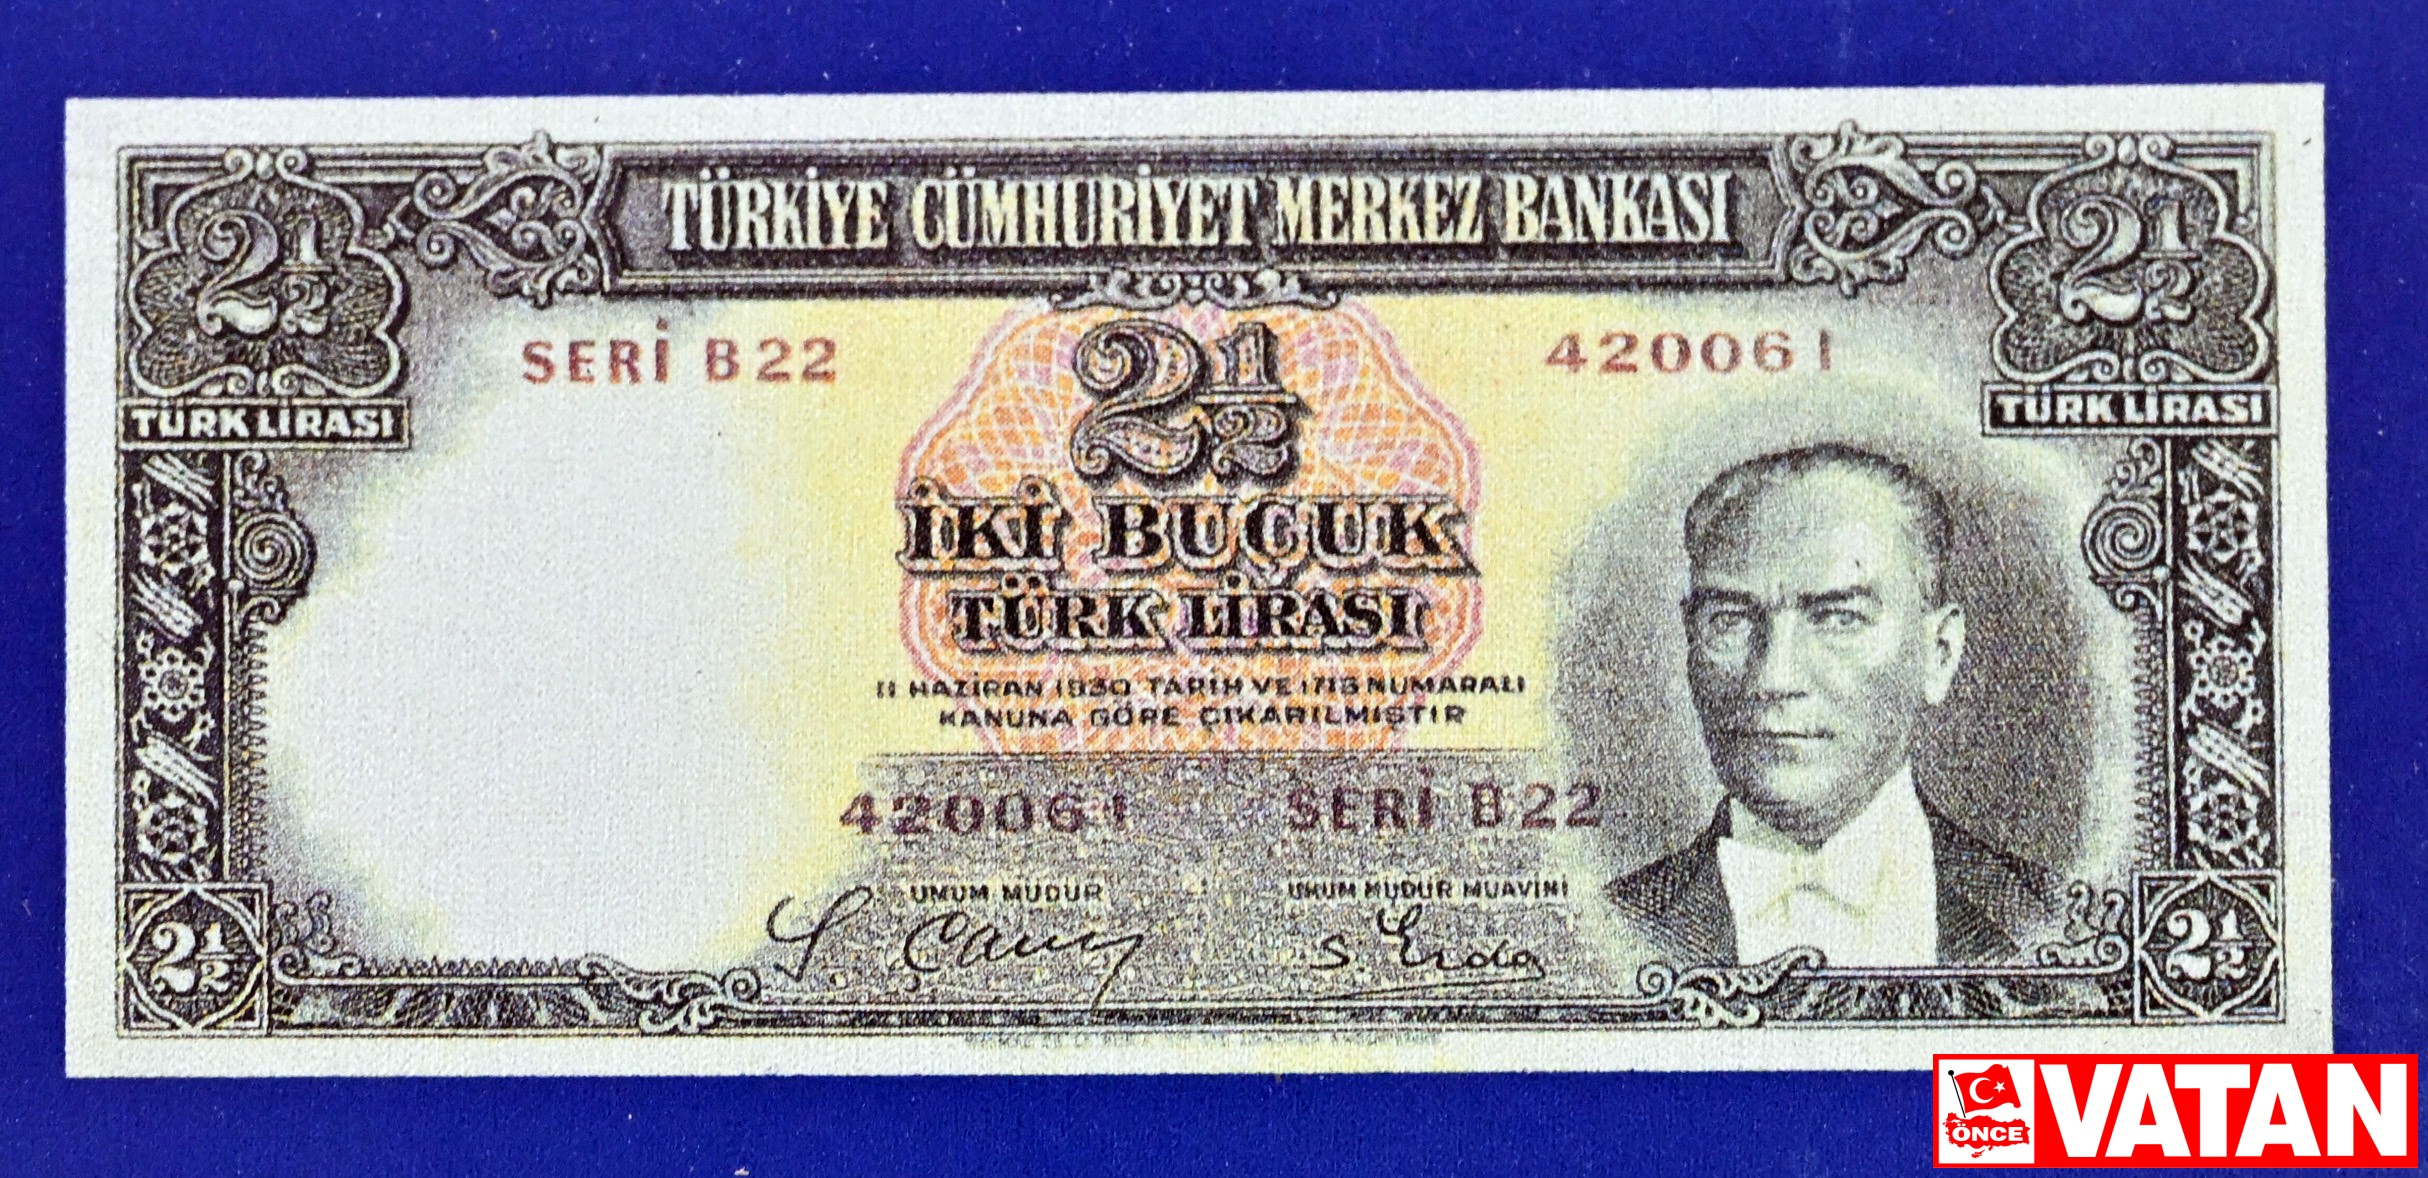 TÜRKİYE CÜMHURİYET MERKEZ BANKASI
2 1/2
2 1/2
TÜRK LİRASI
TÜRK LİRASI
SERİ B22
2 1/2
420061
İKİ BUÇUK
TÜRK LİRASI
11 HAZİRAN 1930 TARİH VE 1715 NUMARALI
KANUNA GÖRE ÇIKARILMIŞTIR
420061
SERİ B22
UMUM MÜDÜR
UMUM MÜDÜR MUAVİNİ
2 1/2
2 1/2
ÖNCE
VATAN